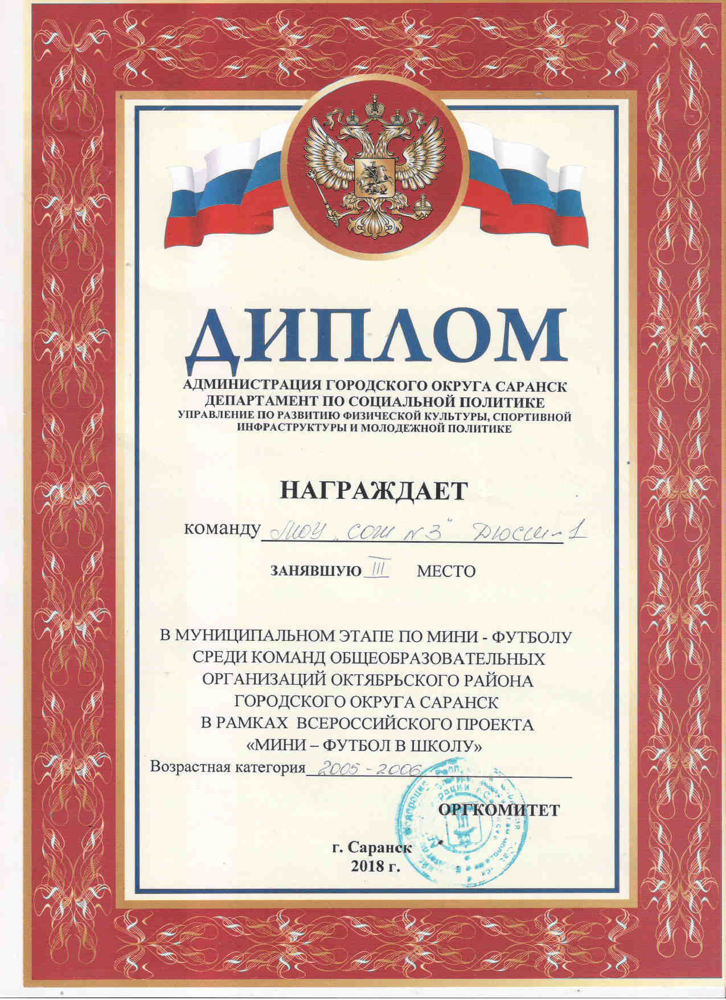 ДИПЛОМ
АДМИНИСТРАЦИЯ ГОРОДСКОГО ОКРУГА САРАНСК
ДЕПАРТАМЕНТ ПО СОЦИАЛЬНОЙ ПОЛИТИКЕ
УПРАВЛЕНИЕ ПО РАЗВИТИЮ ФИЗИЧЕСКОЙ КУЛЬТУРЫ, СПОРТИВНОЙ
ИНФРАСТРУКТУРЫ И МОЛОДЕЖНОЙ ПОЛИТИКЕ
НАГРАЖДАЕТ
команду МОУ „СОШ №3" ДЮСШ-1
ЗАНЯВШУЮ III МЕСТО
В МУНИЦИПАЛЬНОМ ЭТАПЕ ПО МИНИ - ФУТБОЛУ
СРЕДИ КОМАНД ОБЩЕОБРАЗОВАТЕЛЬНЫХ
ОРГАНИЗАЦИЙ ОКТЯБРЬСКОГО РАЙОНА
ГОРОДСКОГО ОКРУГА САРАНСК
В РАМКАХ ВСЕРОССИЙСКОГО ПРОЕКТА
«МИНИ – ФУТБОЛ В ШКОЛУ»
Возрастная категория 2005 - 2006
ОРГКОМИТЕТ
г. Саранск
2018 г.